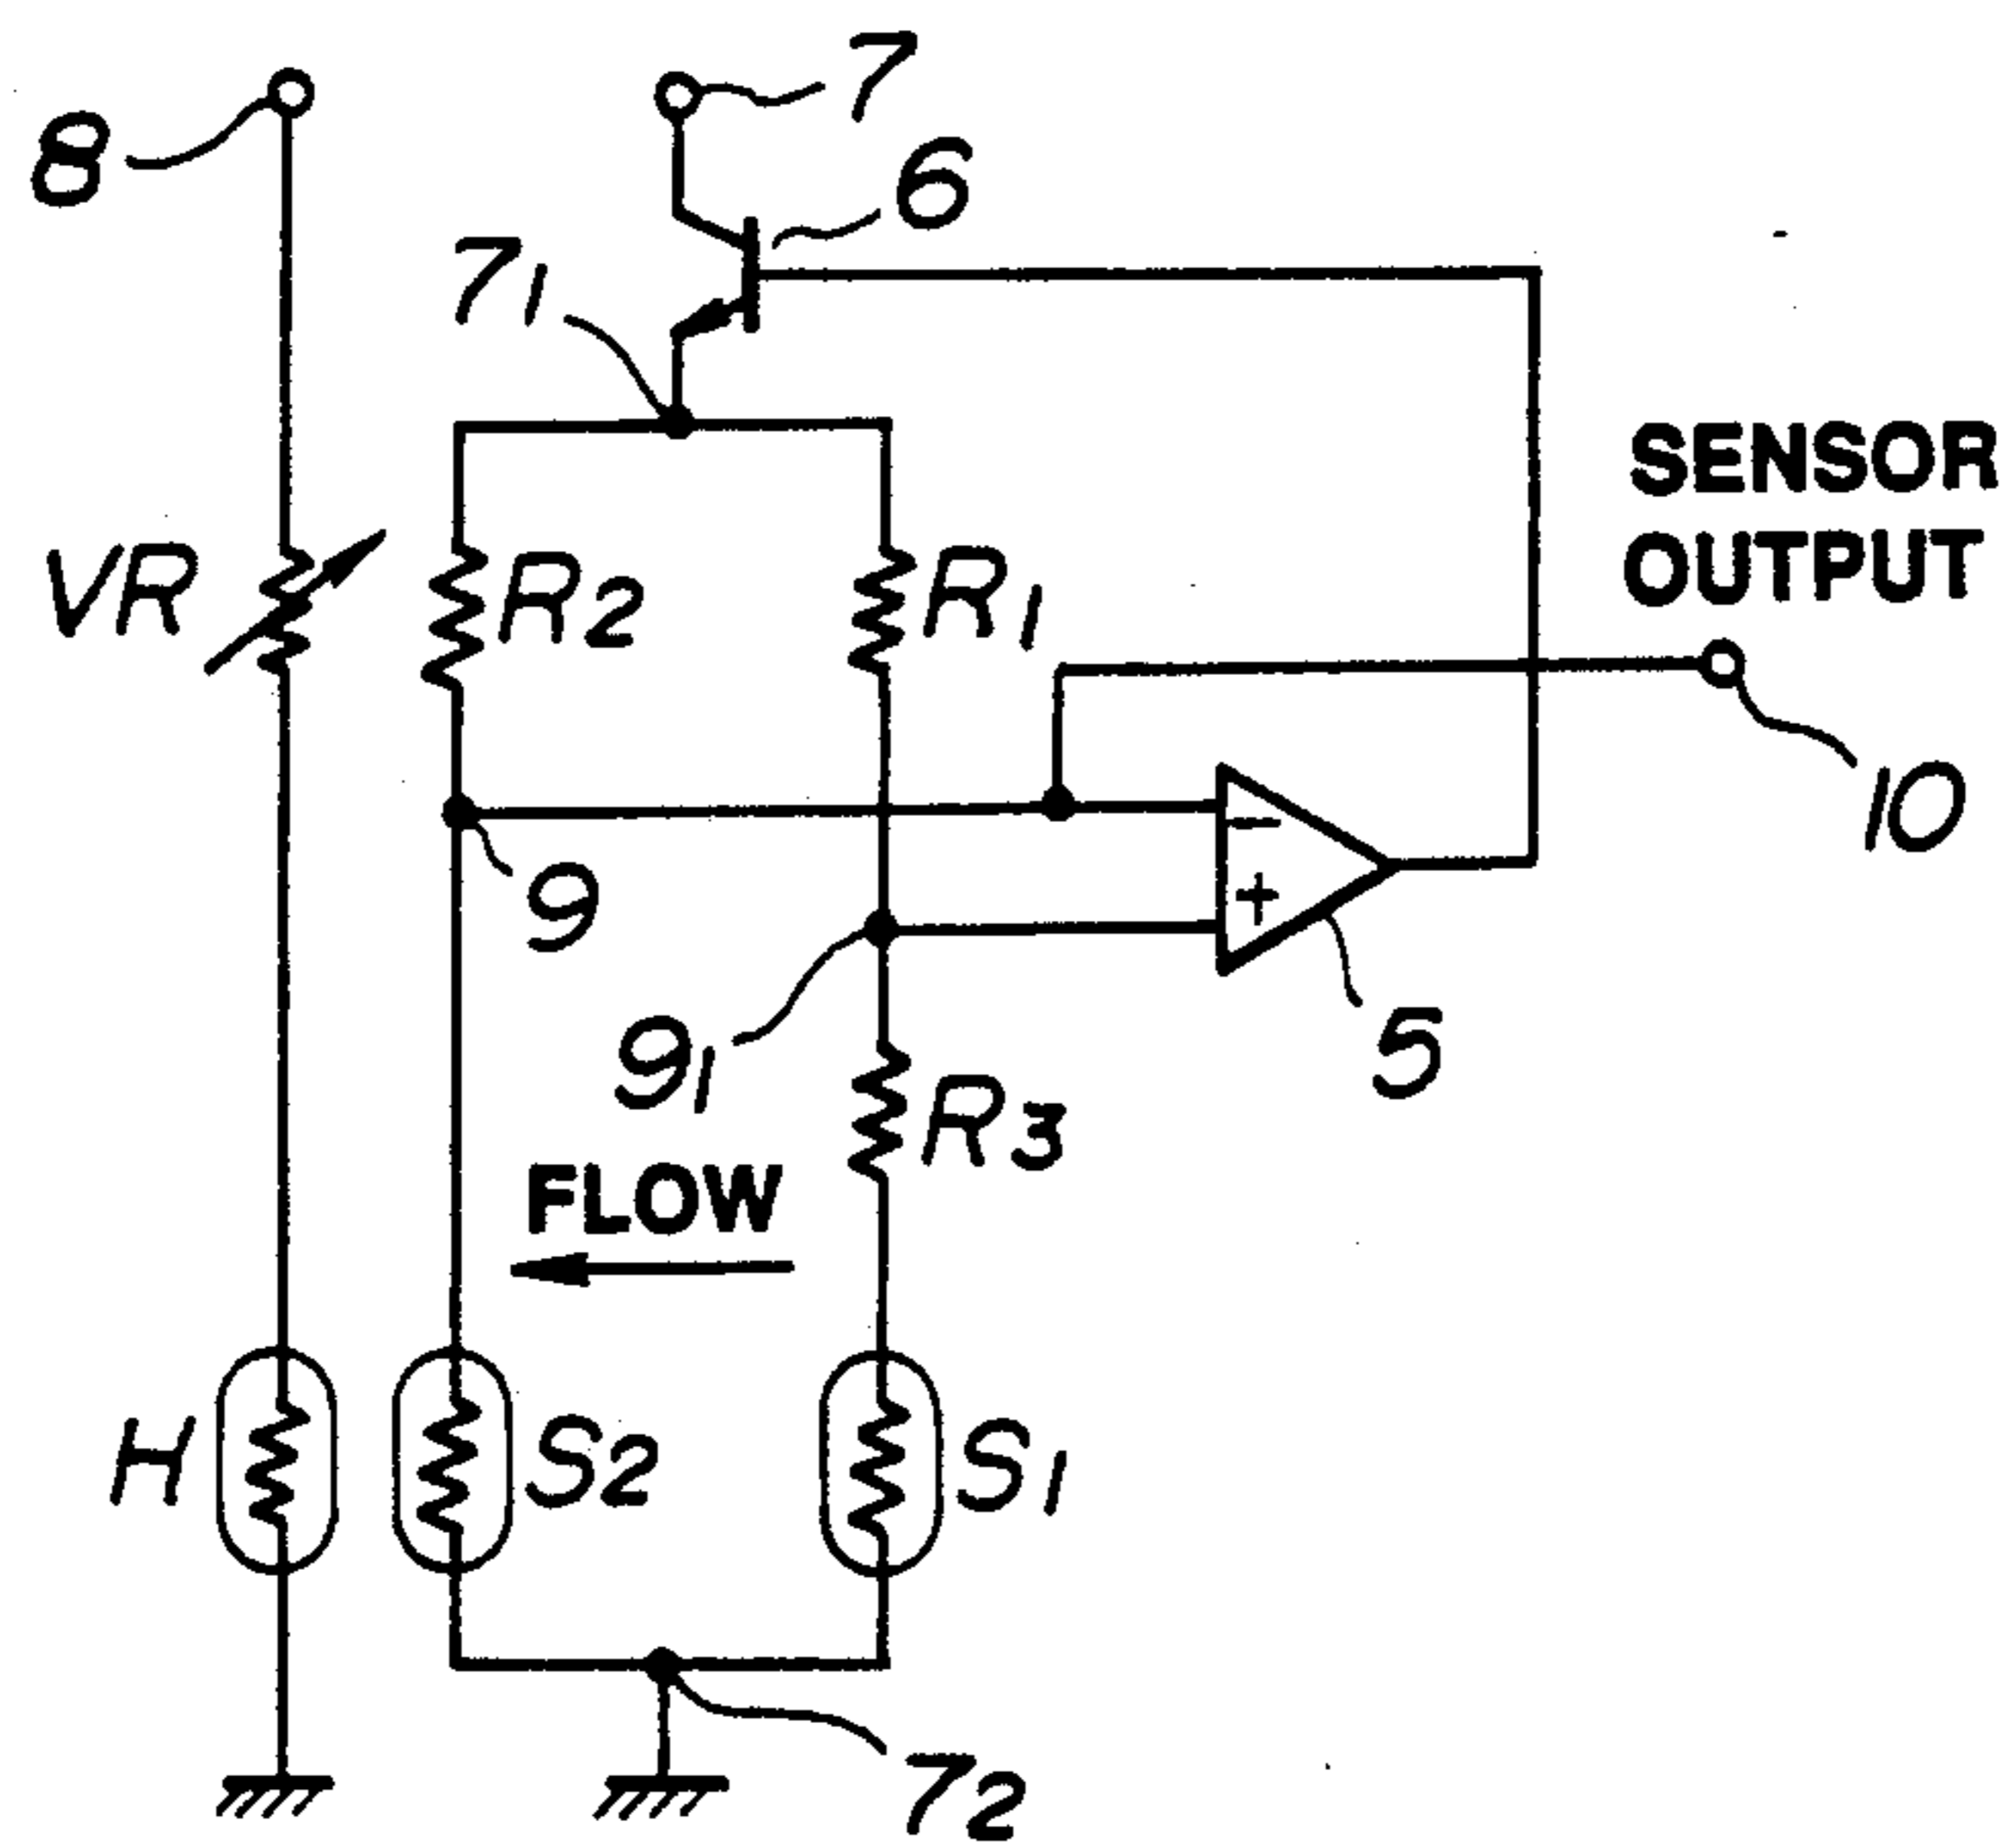 8
7
6
7₁
SENSOR
OUTPUT
VR
R₂
R₁
10
−
+
9
9₁
5
R₃
FLOW
H
S₂
S₁
7₂